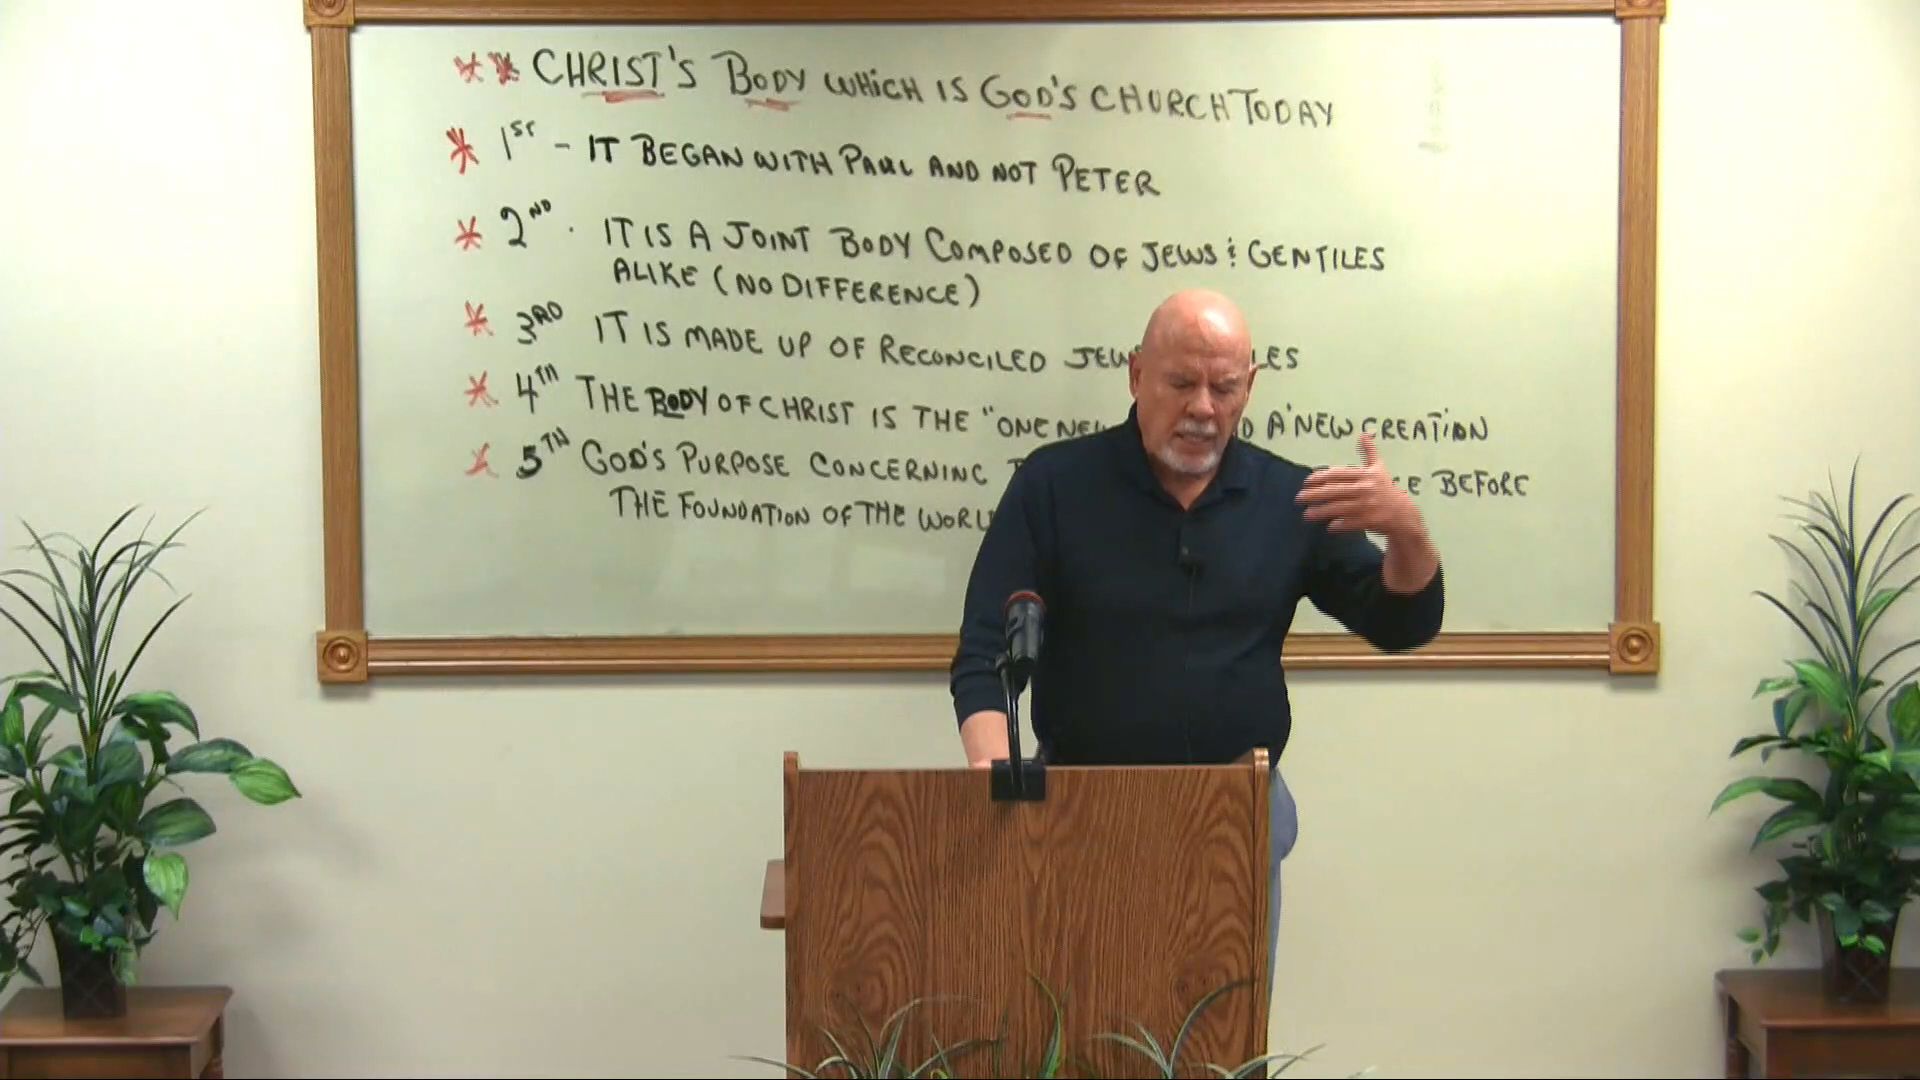 ** CHRIST'S BODY WHICH IS GOD'S CHURCH TODAY
* 1ST - IT BEGAN WITH PAUL AND NOT PETER
* 2ND. IT IS A JOINT BODY COMPOSED OF JEWS & GENTILES
ALIKE (NO DIFFERENCE)
* 3RD IT IS MADE UP OF RECONCILED
* 4TH THE BODY OF CHRIST IS THE "ONE NEW A "NEW CREATION
* 5TH GOD'S PURPOSE CONCERNING BEFORE
THE FOUNDATION OF THE WORLD